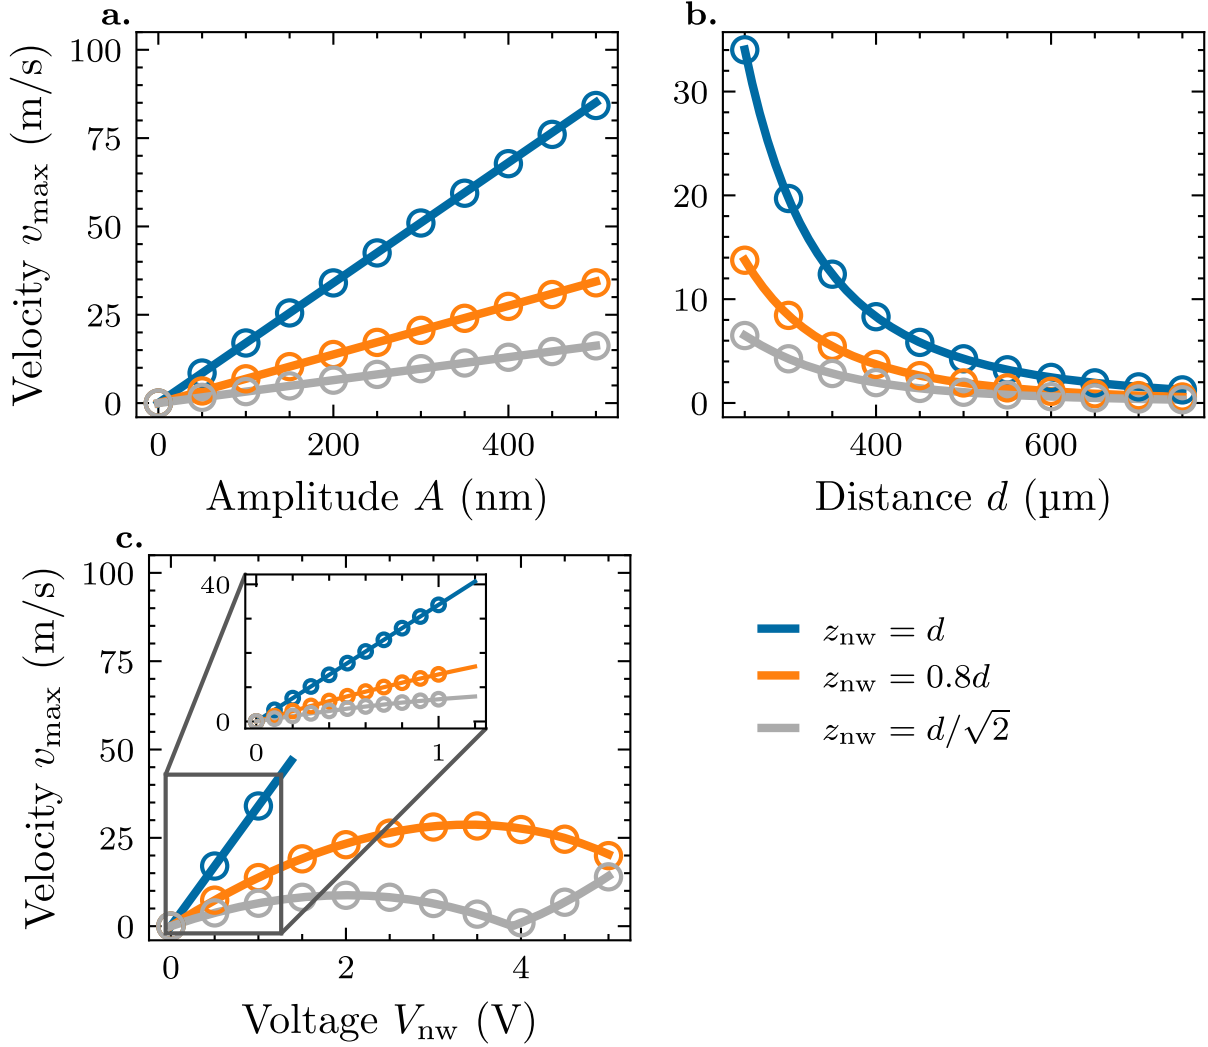 a.
Velocity v_max (m/s)
100
75
50
25
0
0 200 400
Amplitude A (nm)
b.
30
20
10
0
400 600
Distance d (μm)
c.
Velocity v_max (m/s)
100
75
50
25
0
40
0
0 1
0 2 4
Voltage V_nw (V)
z_nw = d
z_nw = 0.8d
z_nw = d/√2